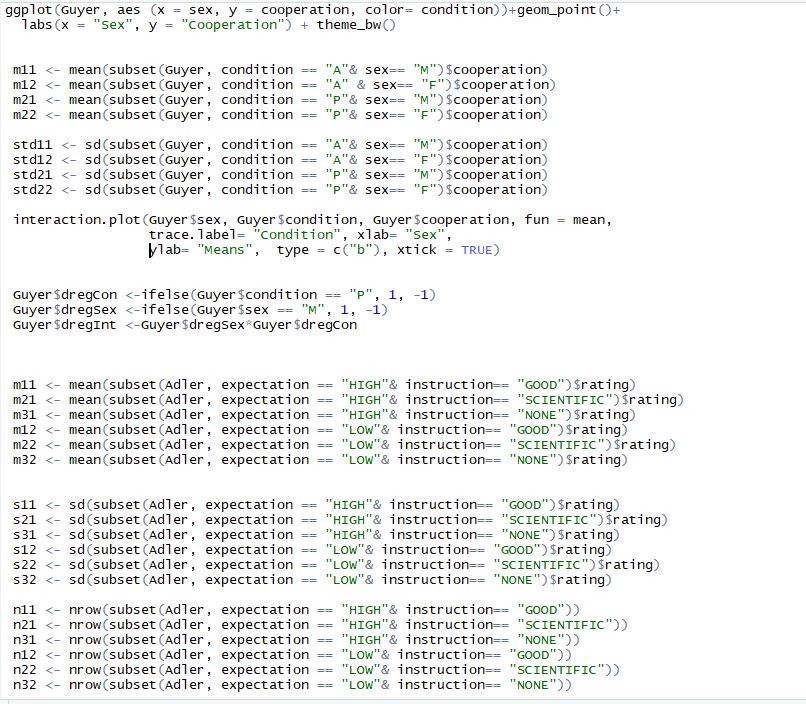 ggplot(Guyer, aes (x = sex, y = cooperation, color= condition))+geom_point()+
labs(x = "Sex", y = "Cooperation") + theme_bw()
m11 <- mean(subset(Guyer, condition == "A"& sex== "M")$cooperation)
m12 <- mean(subset(Guyer, condition == "A" & sex== "F")$cooperation)
m21 <- mean(subset(Guyer, condition == "P"& sex== "M")$cooperation)
m22 <- mean(subset(Guyer, condition == "P"& sex== "F")$cooperation)
std11 <- sd(subset(Guyer, condition == "A"& sex== "M")$cooperation)
std12 <- sd(subset(Guyer, condition == "A"& sex== "F")$cooperation)
std21 <- sd(subset(Guyer, condition == "P"& sex== "M")$cooperation)
std22 <- sd(subset(Guyer, condition == "P"& sex== "F")$cooperation)
interaction.plot(Guyer$sex, Guyer$condition, Guyer$cooperation, fun = mean,
trace.label= "Condition", xlab= "Sex",
ylab= "Means",  type = c("b"), xtick = TRUE)
Guyer$dregCon <-ifelse(Guyer$condition == "P", 1, -1)
Guyer$dregSex <-ifelse(Guyer$sex == "M", 1, -1)
Guyer$dregInt <-Guyer$dregSex*Guyer$dregCon
m11 <- mean(subset(Adler, expectation == "HIGH"& instruction== "GOOD")$rating)
m21 <- mean(subset(Adler, expectation == "HIGH"& instruction== "SCIENTIFIC")$rating)
m31 <- mean(subset(Adler, expectation == "HIGH"& instruction== "NONE")$rating)
m12 <- mean(subset(Adler, expectation == "LOW"& instruction== "GOOD")$rating)
m22 <- mean(subset(Adler, expectation == "LOW"& instruction== "SCIENTIFIC")$rating)
m32 <- mean(subset(Adler, expectation == "LOW"& instruction== "NONE")$rating)
s11 <- sd(subset(Adler, expectation == "HIGH"& instruction== "GOOD")$rating)
s21 <- sd(subset(Adler, expectation == "HIGH"& instruction== "SCIENTIFIC")$rating)
s31 <- sd(subset(Adler, expectation == "HIGH"& instruction== "NONE")$rating)
s12 <- sd(subset(Adler, expectation == "LOW"& instruction== "GOOD")$rating)
s22 <- sd(subset(Adler, expectation == "LOW"& instruction== "SCIENTIFIC")$rating)
s32 <- sd(subset(Adler, expectation == "LOW"& instruction== "NONE")$rating)
n11 <- nrow(subset(Adler, expectation == "HIGH"& instruction== "GOOD"))
n21 <- nrow(subset(Adler, expectation == "HIGH"& instruction== "SCIENTIFIC"))
n31 <- nrow(subset(Adler, expectation == "HIGH"& instruction== "NONE"))
n12 <- nrow(subset(Adler, expectation == "LOW"& instruction== "GOOD"))
n22 <- nrow(subset(Adler, expectation == "LOW"& instruction== "SCIENTIFIC"))
n32 <- nrow(subset(Adler, expectation == "LOW"& instruction== "NONE"))